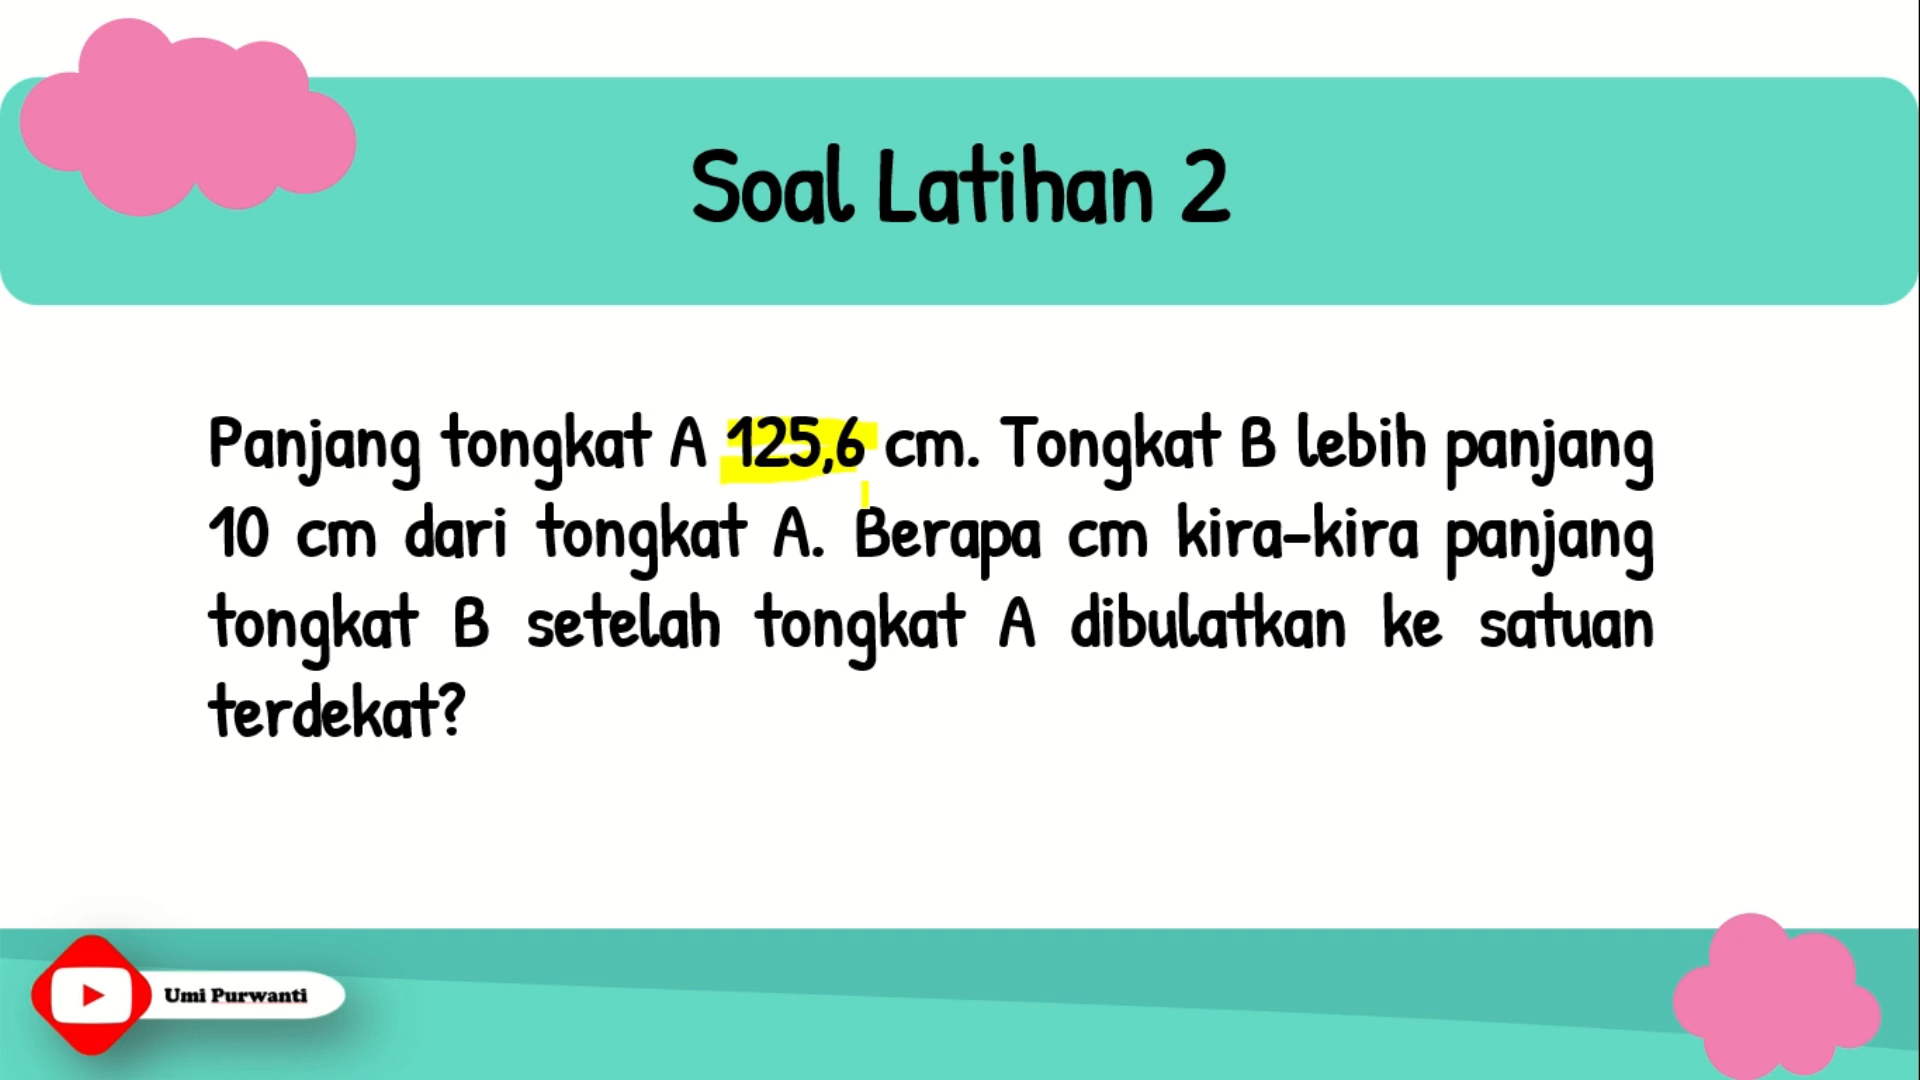 Soal Latihan 2
Panjang tongkat A 125,6 cm. Tongkat B lebih panjang
10 cm dari tongkat A. Berapa cm kira-kira panjang
tongkat B setelah tongkat A dibulatkan ke satuan
terdekat?
Umi Purwanti